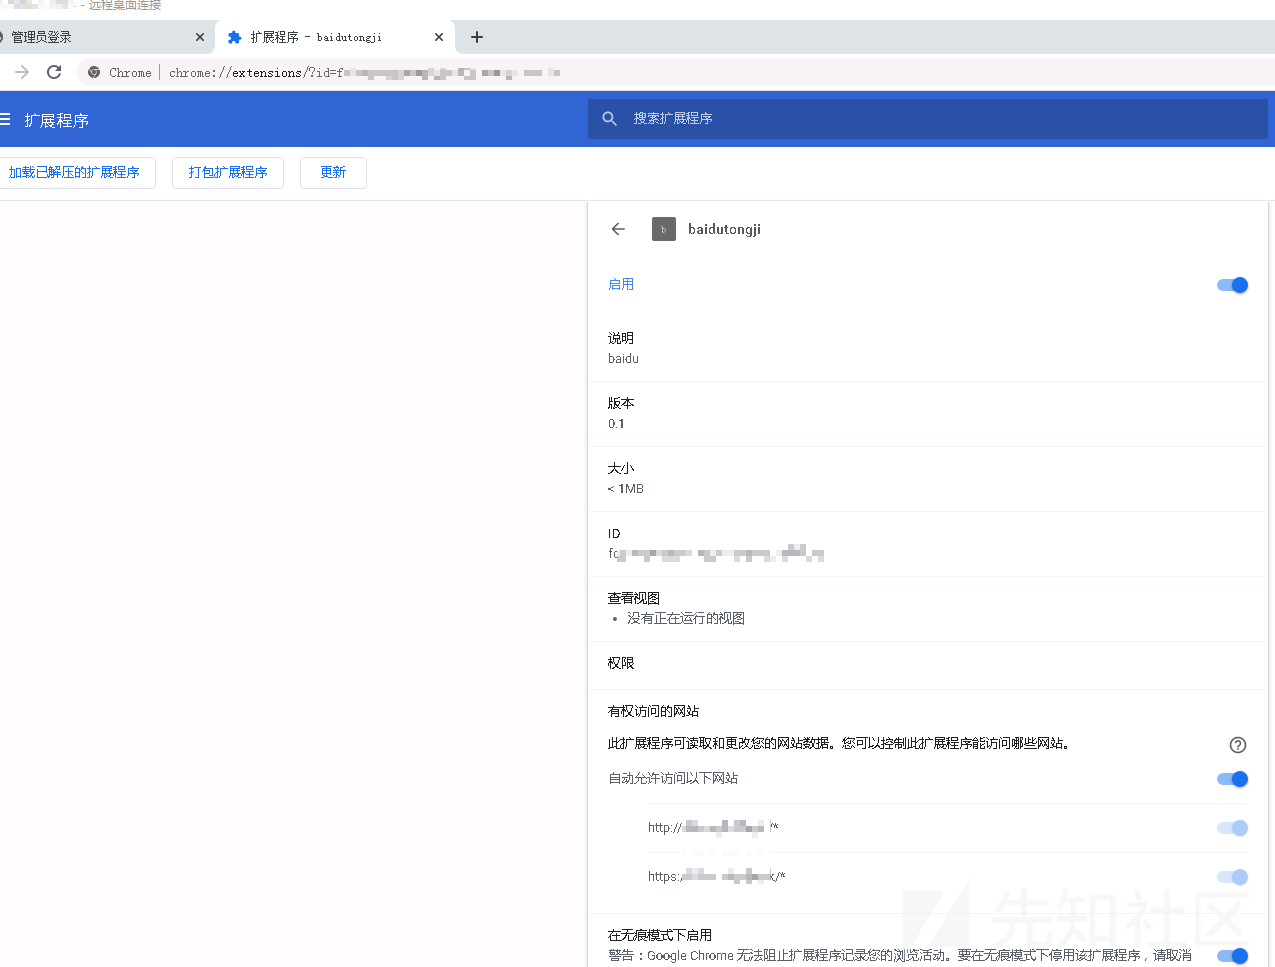 - 远程桌面连接
管理员登录
扩展程序 - baidutongji
Chrome
chrome://extensions/?id=f
扩展程序
搜索扩展程序
加载已解压的扩展程序
打包扩展程序
更新
b
baidutongji
启用
说明
baidu
版本
0.1
大小
< 1MB
ID
查看视图
• 没有正在运行的视图
权限
有权访问的网站
此扩展程序可读取和更改您的网站数据。您可以控制此扩展程序能访问哪些网站。
自动允许访问以下网站
http:// /*
https:/ /*
在无痕模式下启用
警告：Google Chrome 无法阻止扩展程序记录您的浏览活动。要在无痕模式下停用该扩展程序，请取消
先知社区